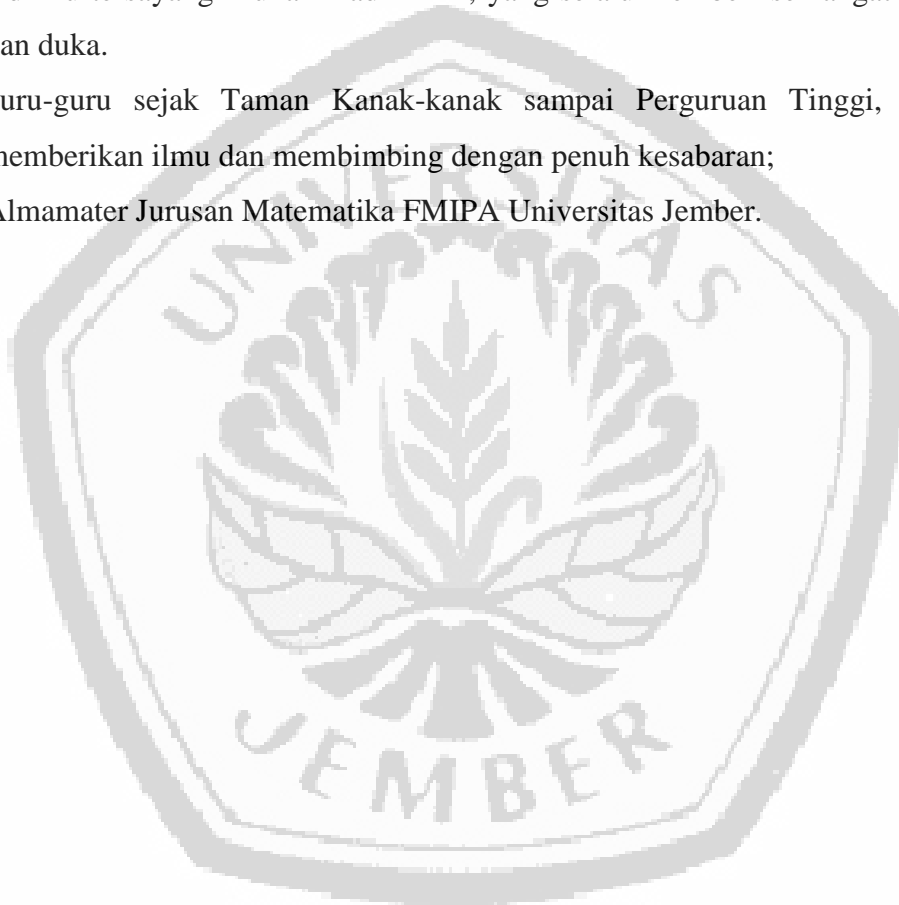 an duka.
uru-guru sejak Taman Kanak-kanak sampai Perguruan Tinggi,
memberikan ilmu dan membimbing dengan penuh kesabaran;
Almamater Jurusan Matematika FMIPA Universitas Jember.
UNIVERSITAS
JEMBER